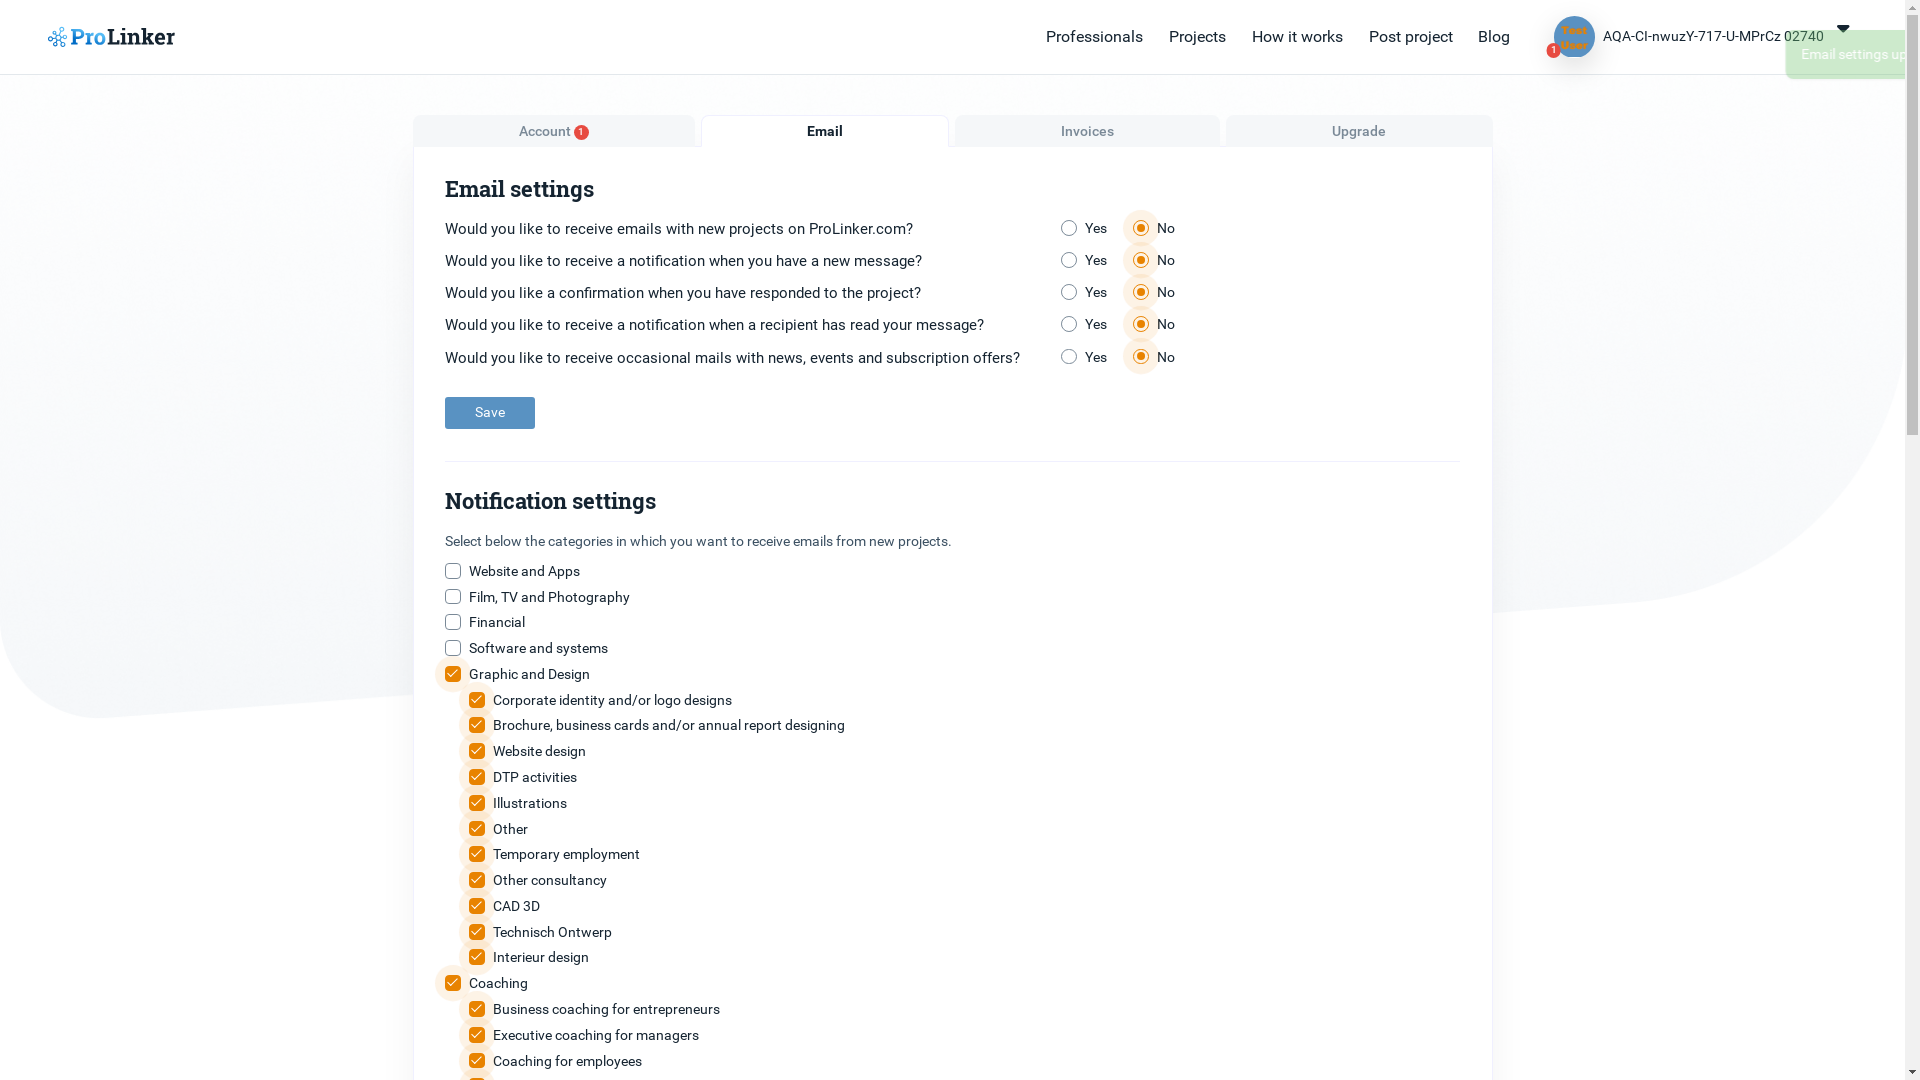 ProLinker
Professionals
Projects
How it works
Post project
Blog
Test
User
1
AQA-CI-nwuzY-717-U-MPrCz 02740
Email settings up
Account 1
Email
Invoices
Upgrade
Email settings
Would you like to receive emails with new projects on ProLinker.com? Yes No
Would you like to receive a notification when you have a new message? Yes No
Would you like a confirmation when you have responded to the project? Yes No
Would you like to receive a notification when a recipient has read your message? Yes No
Would you like to receive occasional mails with news, events and subscription offers? Yes No
Save
Notification settings
Select below the categories in which you want to receive emails from new projects.
Website and Apps
Film, TV and Photography
Financial
Software and systems
Graphic and Design
Corporate identity and/or logo designs
Brochure, business cards and/or annual report designing
Website design
DTP activities
Illustrations
Other
Temporary employment
Other consultancy
CAD 3D
Technisch Ontwerp
Interieur design
Coaching
Business coaching for entrepreneurs
Executive coaching for managers
Coaching for employees